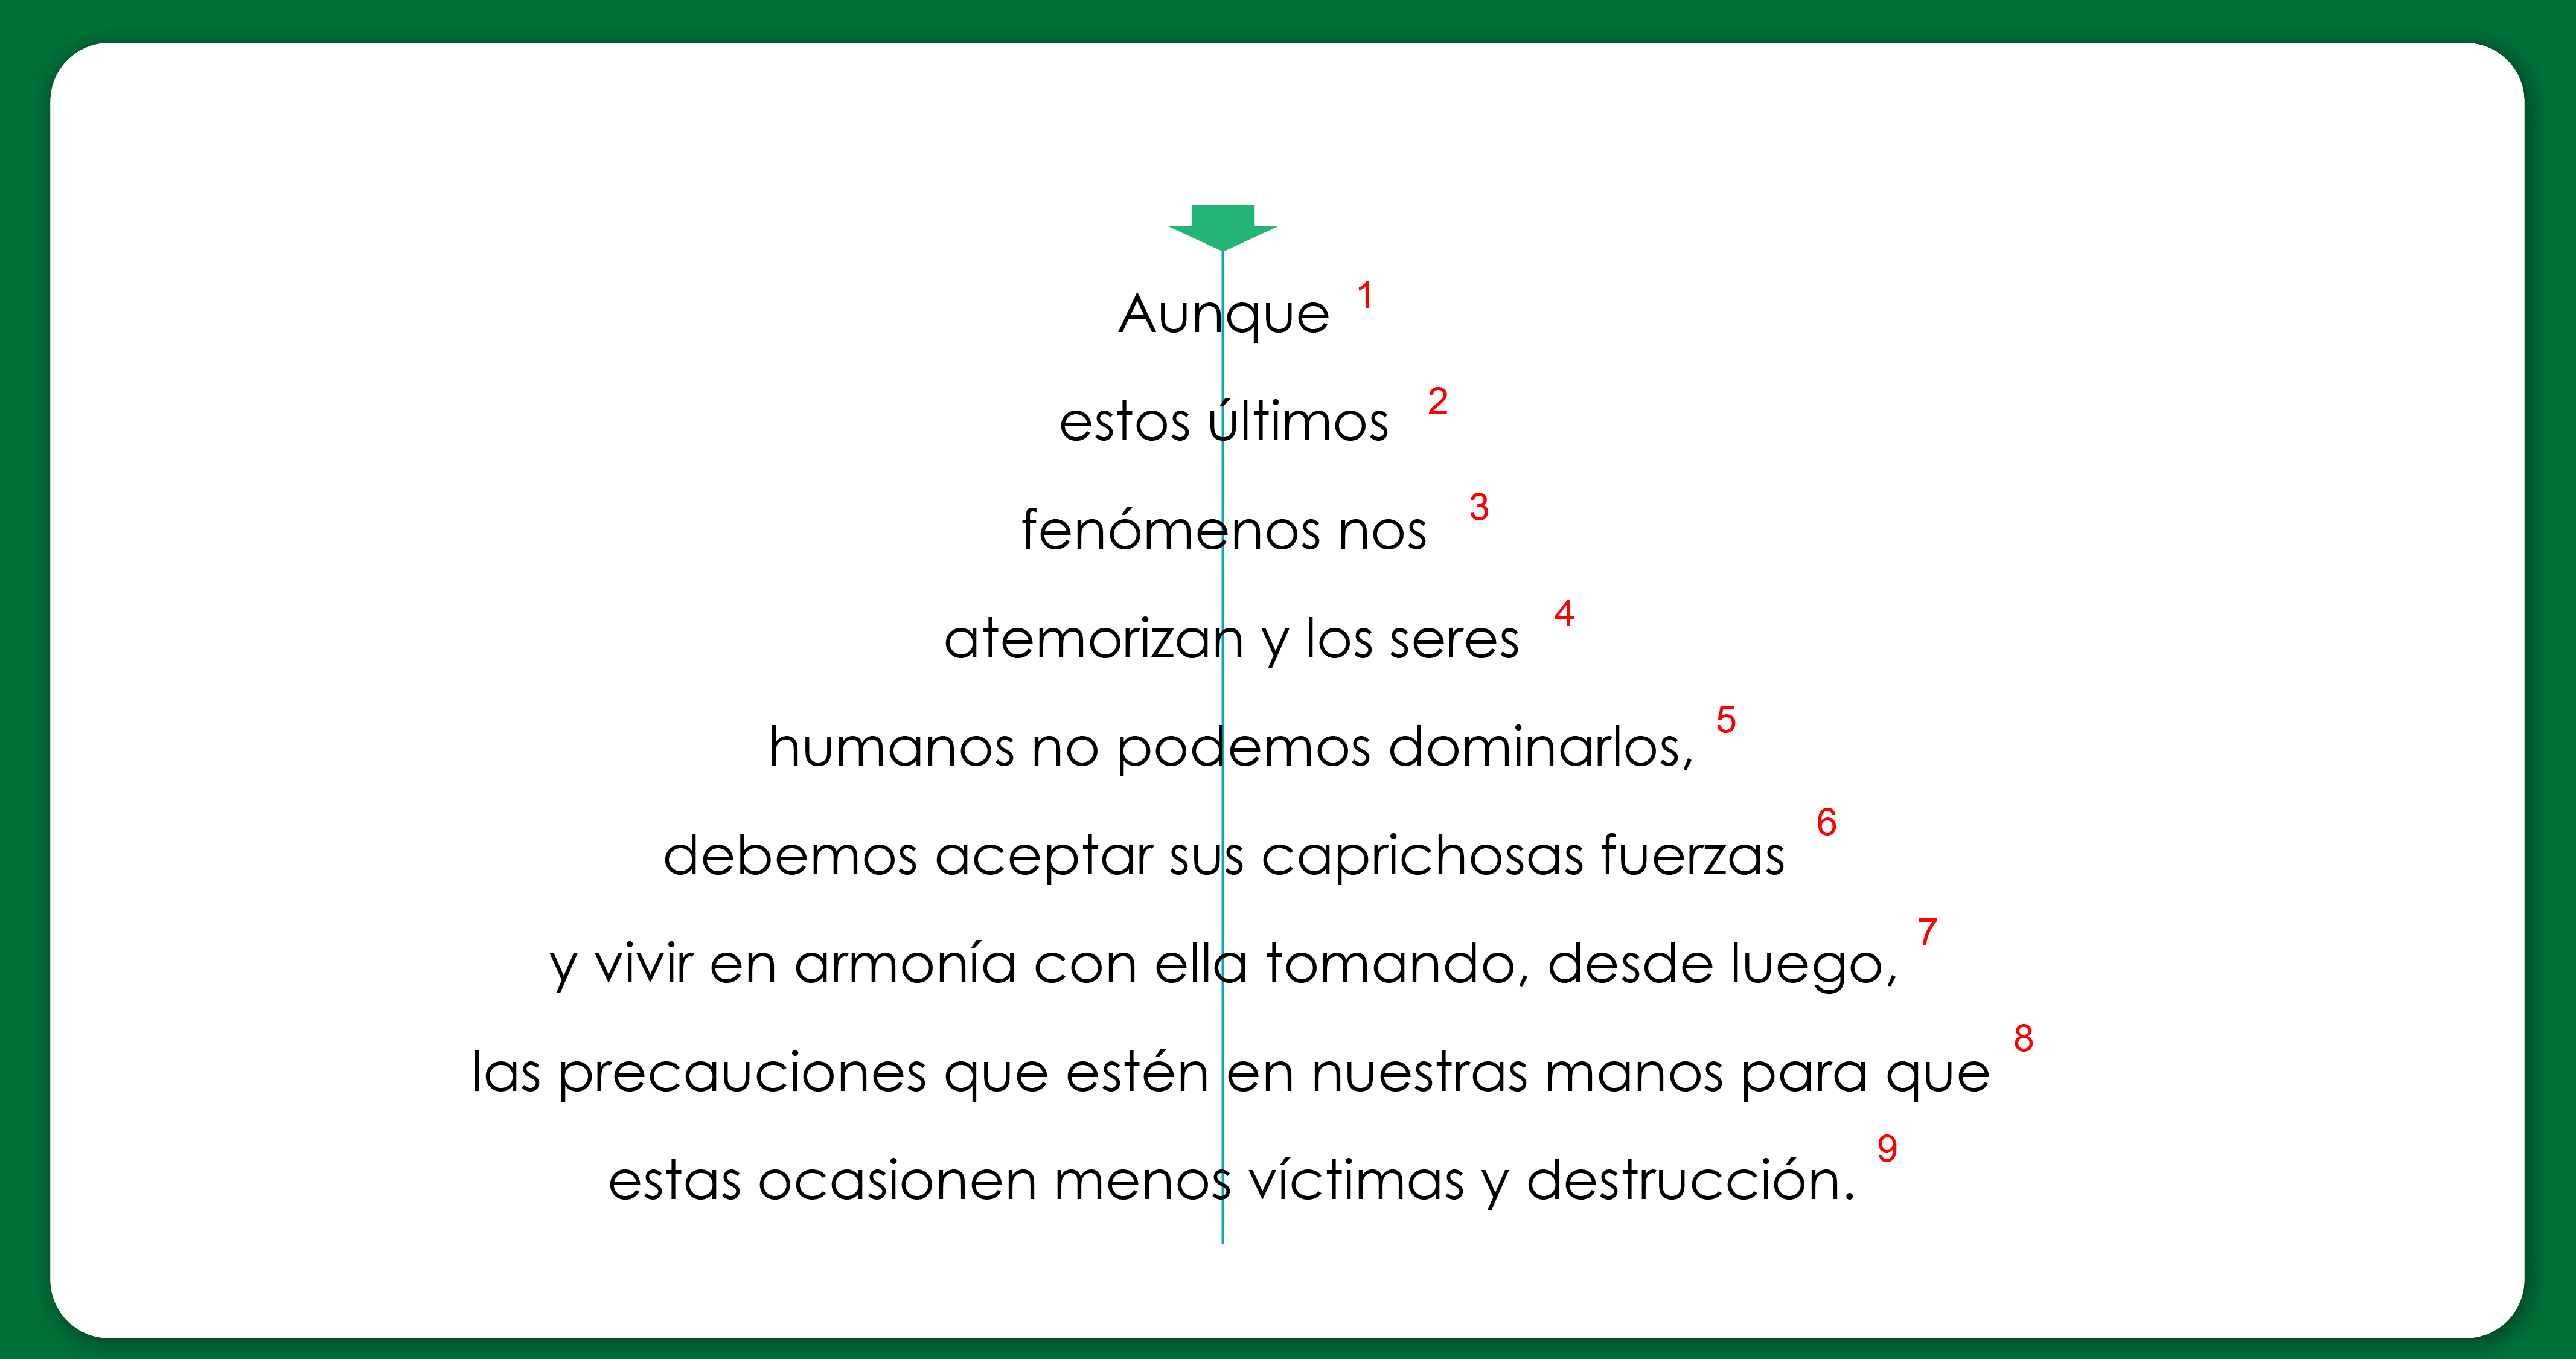 Aunque 1
estos últimos 2
fenómenos nos 3
atemorizan y los seres 4
humanos no podemos dominarlos, 5
debemos aceptar sus caprichosas fuerzas 6
y vivir en armonía con ella tomando, desde luego, 7
las precauciones que estén en nuestras manos para que 8
estas ocasionen menos víctimas y destrucción. 9